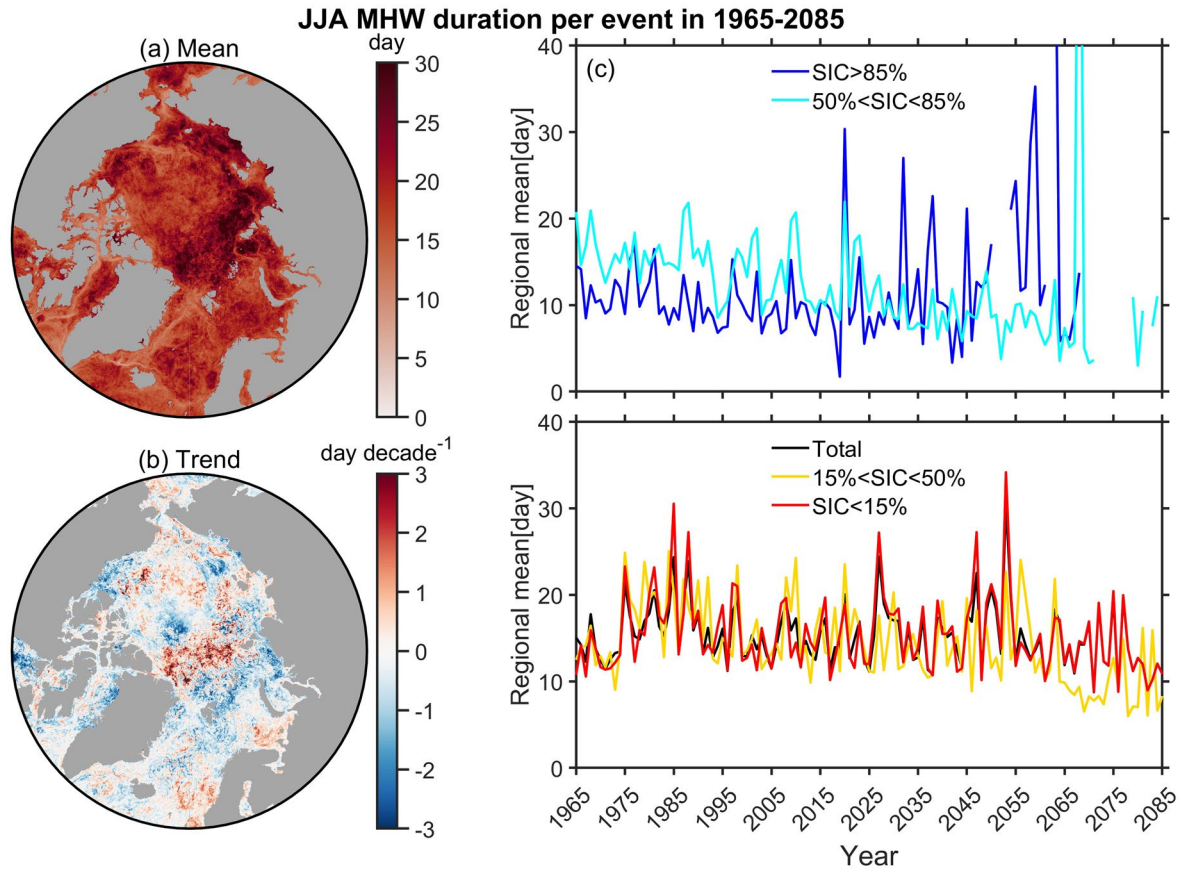 JJA MHW duration per event in 1965-2085
(a) Mean
day
30
25
20
15
10
5
0
(b) Trend
day decade⁻¹
3
2
1
0
-1
-2
-3
(c)
SIC>85%
50%<SIC<85%
Regional mean[day]
40
30
20
10
0
Total
15%<SIC<50%
SIC<15%
Regional mean[day]
40
30
20
10
0
1965 1975 1985 1995 2005 2015 2025 2035 2045 2055 2065 2075 2085
Year